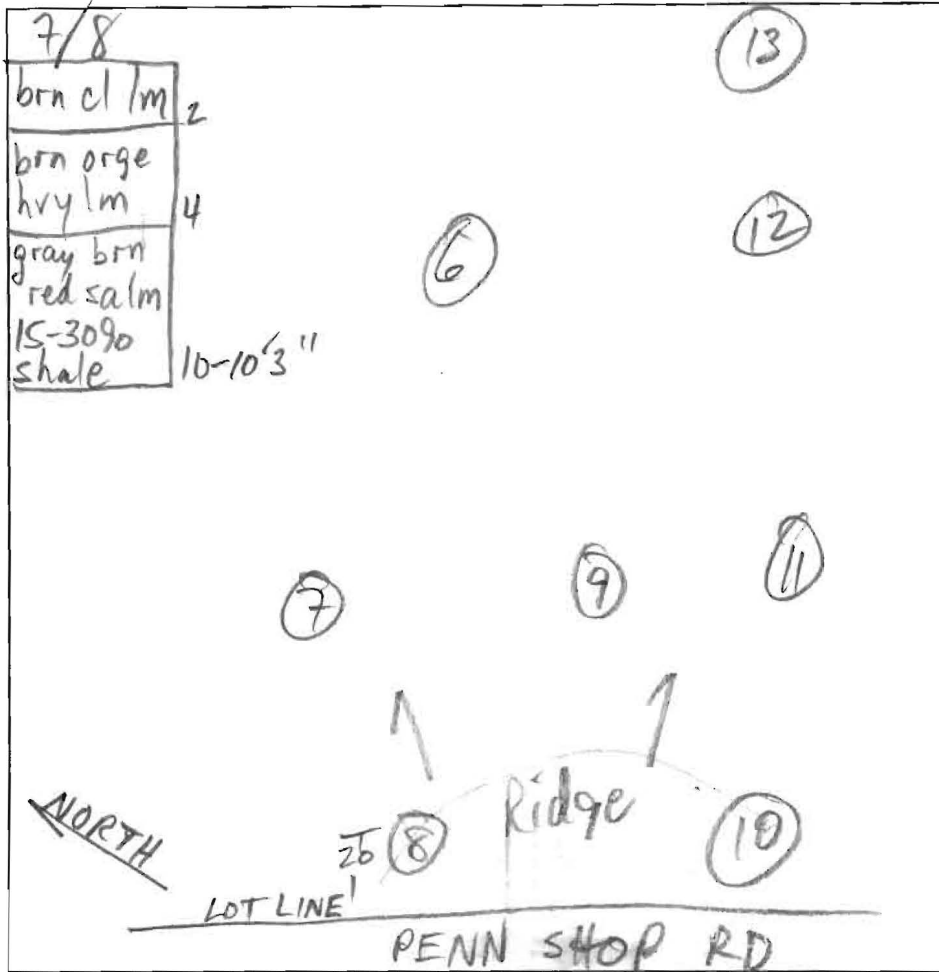 7/8
13
brn cl lm 2
brn orge
hvy lm 4
gray brn
red salm
15-30%
shale 10-10'3"
6
12
7
9
11
Ridge
NORTH
20 8
10
LOT LINE
PENN SHOP RD